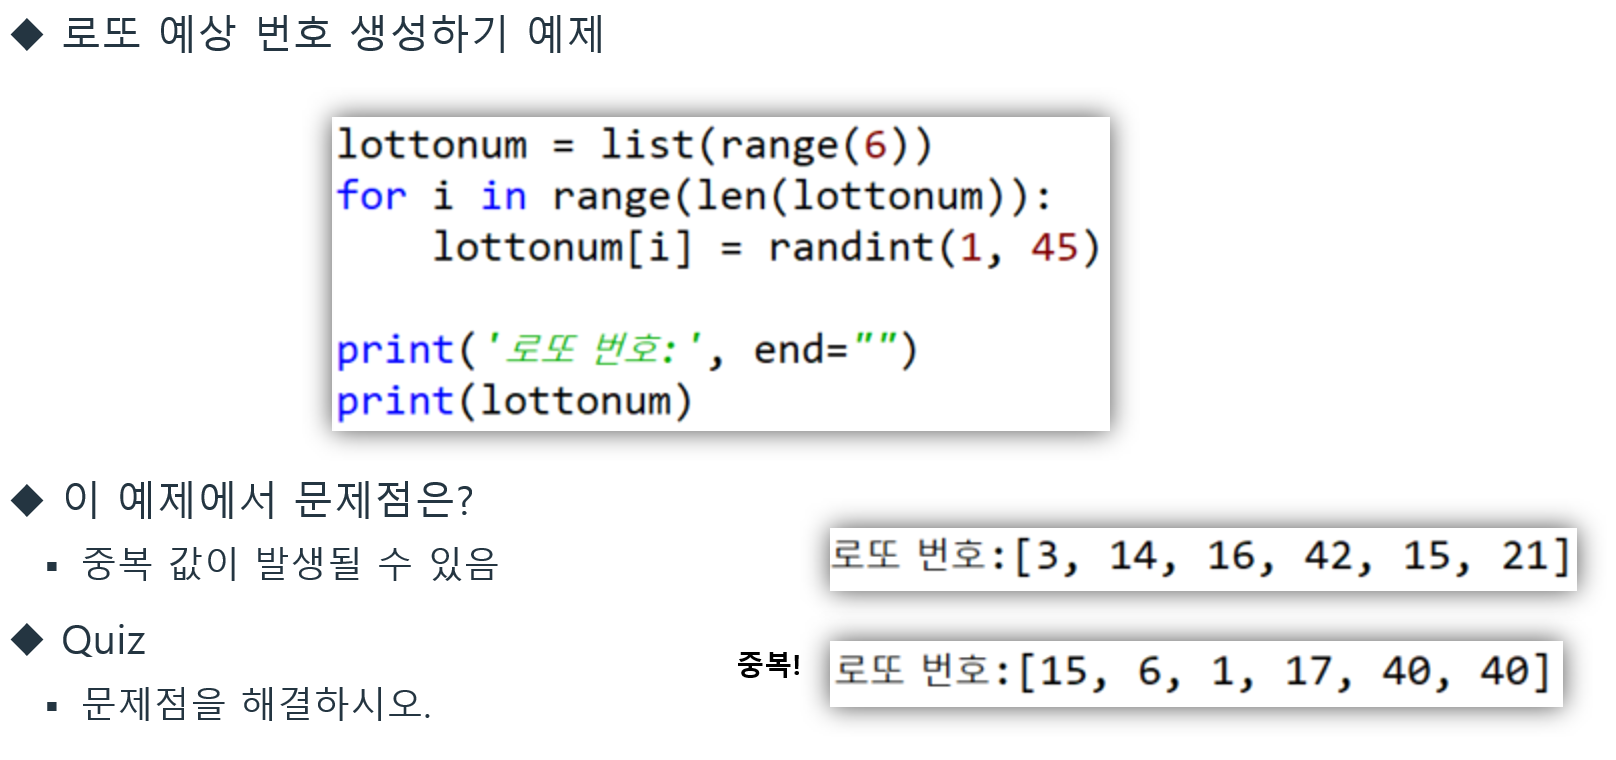 ◆ 로또 예상 번호 생성하기 예제
lottonum = list(range(6))
for i in range(len(lottonum)):
    lottonum[i] = randint(1, 45)
print('로또 번호:', end="")
print(lottonum)
◆ 이 예제에서 문제점은?
▪ 중복 값이 발생될 수 있음
로또 번호:[3, 14, 16, 42, 15, 21]
◆ Quiz
중복!
로또 번호:[15, 6, 1, 17, 40, 40]
▪ 문제점을 해결하시오.